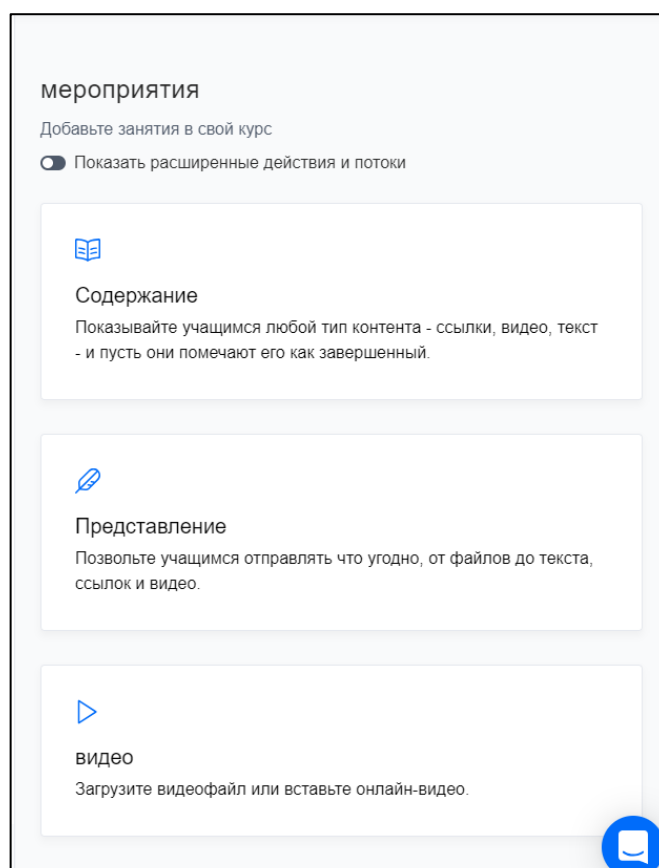 мероприятия
Добавьте занятия в свой курс
Показать расширенные действия и потоки
Содержание
Показывайте учащимся любой тип контента - ссылки, видео, текст
- и пусть они помечают его как завершенный.
Представление
Позвольте учащимся отправлять что угодно, от файлов до текста,
ссылок и видео.
видео
Загрузите видеофайл или вставьте онлайн-видео.